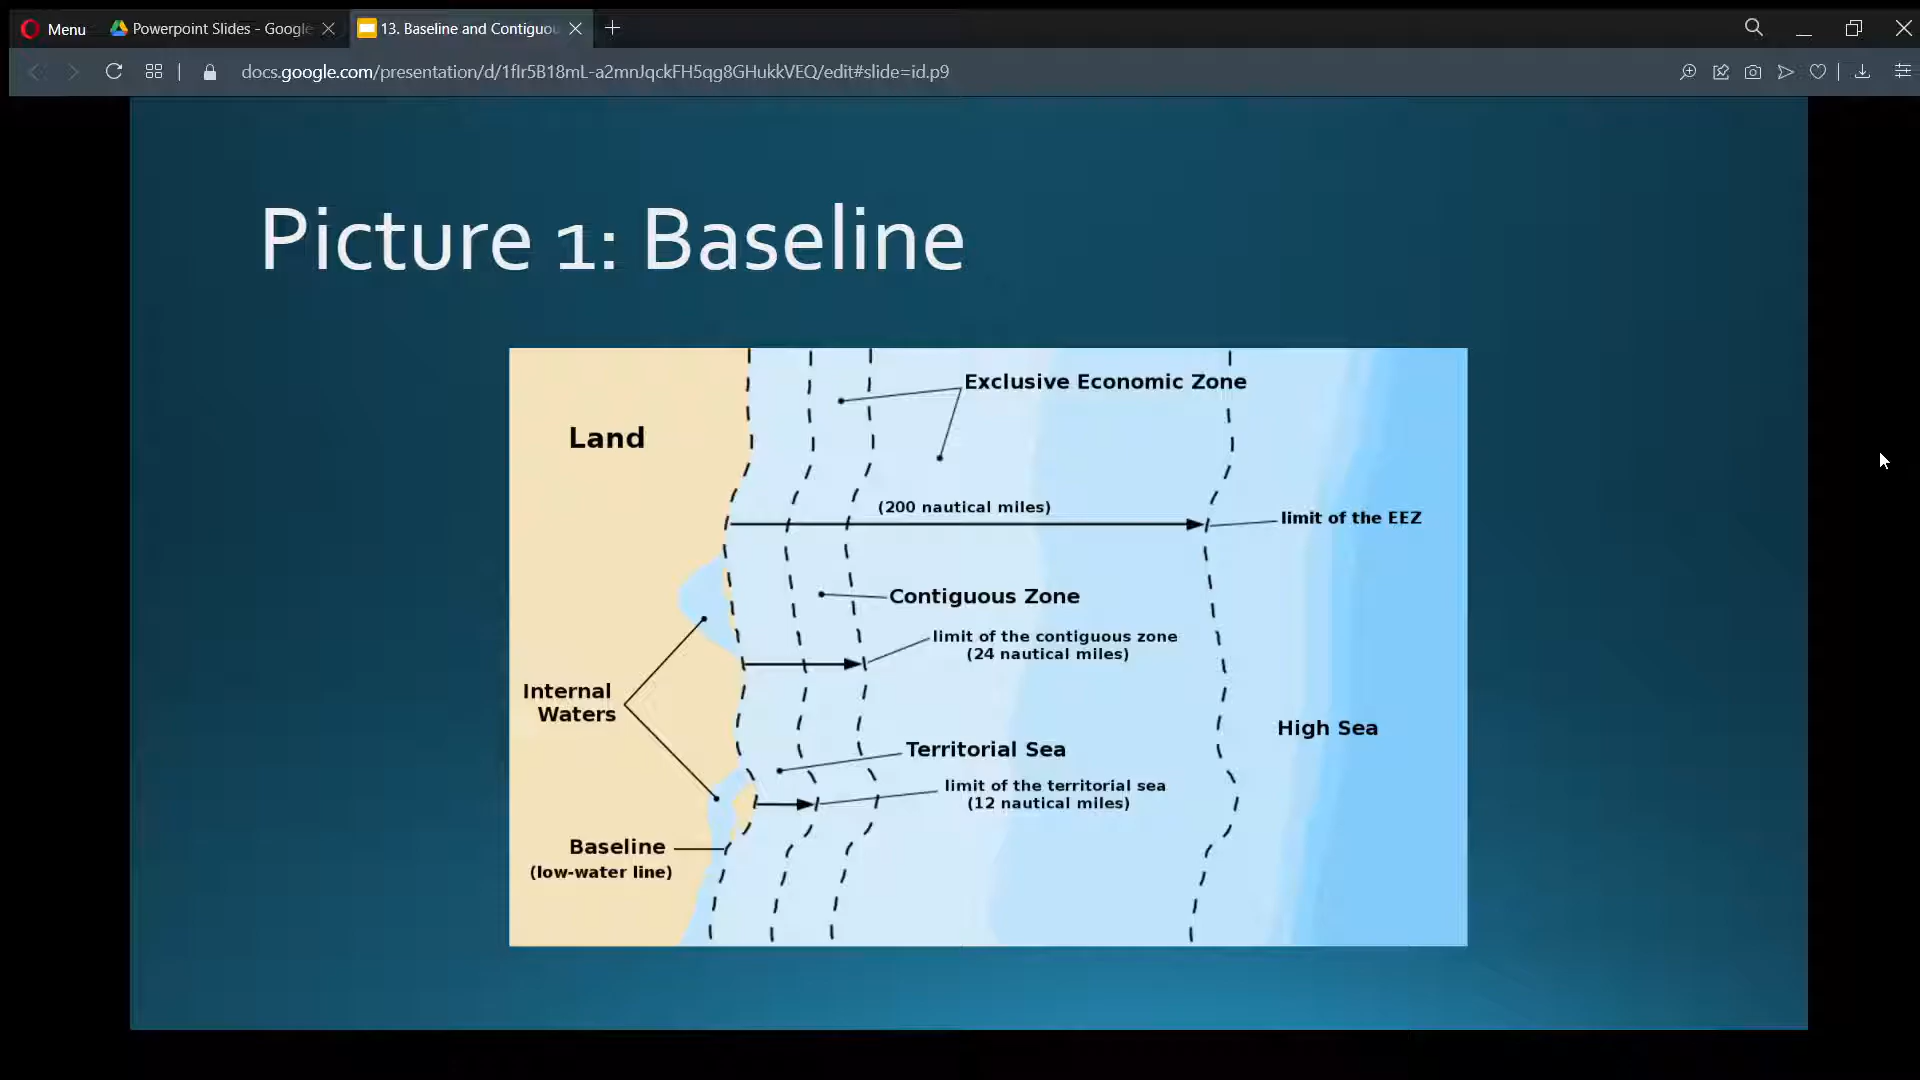 Menu
Powerpoint Slides - Google
13. Baseline and Contiguou
docs.google.com/presentation/d/1fIr5B18mL-a2mnJqckFH5qg8GHukkVEQ/edit#slide=id.p9
Picture 1: Baseline
Exclusive Economic Zone
Land
(200 nautical miles)
limit of the EEZ
Contiguous Zone
limit of the contiguous zone
(24 nautical miles)
Internal
Waters
High Sea
Territorial Sea
limit of the territorial sea
(12 nautical miles)
Baseline
(low-water line)